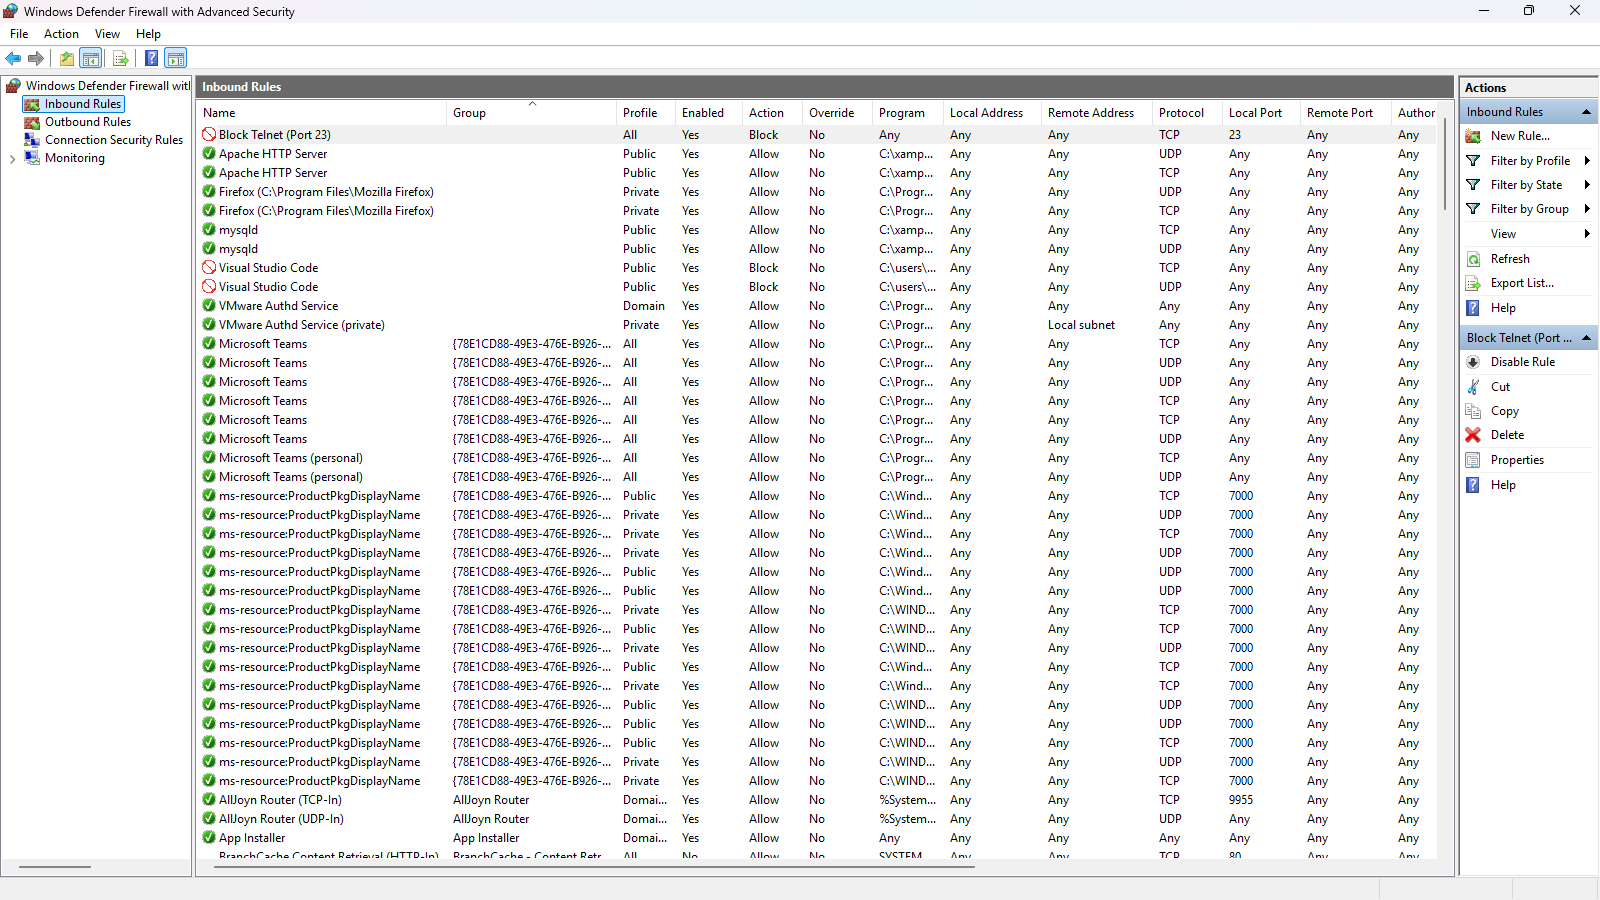 Windows Defender Firewall with Advanced Security
File Action View Help
Windows Defender Firewall witl
Inbound Rules
Outbound Rules
Connection Security Rules
Monitoring
Inbound Rules
Name Group Profile Enabled Action Override Program Local Address Remote Address Protocol Local Port Remote Port Author
Block Telnet (Port 23) All Yes Block No Any Any Any TCP 23 Any Any
Apache HTTP Server Public Yes Allow No C:\xamp... Any Any UDP Any Any Any
Apache HTTP Server Public Yes Allow No C:\xamp... Any Any TCP Any Any Any
Firefox (C:\Program Files\Mozilla Firefox) Private Yes Allow No C:\Progr... Any Any UDP Any Any Any
Firefox (C:\Program Files\Mozilla Firefox) Private Yes Allow No C:\Progr... Any Any TCP Any Any Any
mysqld Public Yes Allow No C:\xamp... Any Any TCP Any Any Any
mysqld Public Yes Allow No C:\xamp... Any Any UDP Any Any Any
Visual Studio Code Public Yes Block No C:\users\... Any Any TCP Any Any Any
Visual Studio Code Public Yes Block No C:\users\... Any Any UDP Any Any Any
VMware Authd Service Domain Yes Allow No C:\Progr... Any Any Any Any Any Any
VMware Authd Service (private) Private Yes Allow No C:\Progr... Any Local subnet Any Any Any Any
Microsoft Teams {78E1CD88-49E3-476E-B926-... All Yes Allow No C:\Progr... Any Any TCP Any Any Any
Microsoft Teams {78E1CD88-49E3-476E-B926-... All Yes Allow No C:\Progr... Any Any UDP Any Any Any
Microsoft Teams {78E1CD88-49E3-476E-B926-... All Yes Allow No C:\Progr... Any Any UDP Any Any Any
Microsoft Teams {78E1CD88-49E3-476E-B926-... All Yes Allow No C:\Progr... Any Any TCP Any Any Any
Microsoft Teams {78E1CD88-49E3-476E-B926-... All Yes Allow No C:\Progr... Any Any TCP Any Any Any
Microsoft Teams {78E1CD88-49E3-476E-B926-... All Yes Allow No C:\Progr... Any Any UDP Any Any Any
Microsoft Teams (personal) {78E1CD88-49E3-476E-B926-... All Yes Allow No C:\Progr... Any Any TCP Any Any Any
Microsoft Teams (personal) {78E1CD88-49E3-476E-B926-... All Yes Allow No C:\Progr... Any Any UDP Any Any Any
ms-resource:ProductPkgDisplayName {78E1CD88-49E3-476E-B926-... Public Yes Allow No C:\Wind... Any Any TCP 7000 Any Any
ms-resource:ProductPkgDisplayName {78E1CD88-49E3-476E-B926-... Private Yes Allow No C:\Wind... Any Any UDP 7000 Any Any
ms-resource:ProductPkgDisplayName {78E1CD88-49E3-476E-B926-... Private Yes Allow No C:\Wind... Any Any TCP 7000 Any Any
ms-resource:ProductPkgDisplayName {78E1CD88-49E3-476E-B926-... Private Yes Allow No C:\Wind... Any Any UDP 7000 Any Any
ms-resource:ProductPkgDisplayName {78E1CD88-49E3-476E-B926-... Public Yes Allow No C:\Wind... Any Any UDP 7000 Any Any
ms-resource:ProductPkgDisplayName {78E1CD88-49E3-476E-B926-... Public Yes Allow No C:\Wind... Any Any UDP 7000 Any Any
ms-resource:ProductPkgDisplayName {78E1CD88-49E3-476E-B926-... Private Yes Allow No C:\WIND... Any Any TCP 7000 Any Any
ms-resource:ProductPkgDisplayName {78E1CD88-49E3-476E-B926-... Public Yes Allow No C:\WIND... Any Any TCP 7000 Any Any
ms-resource:ProductPkgDisplayName {78E1CD88-49E3-476E-B926-... Private Yes Allow No C:\WIND... Any Any UDP 7000 Any Any
ms-resource:ProductPkgDisplayName {78E1CD88-49E3-476E-B926-... Public Yes Allow No C:\Wind... Any Any TCP 7000 Any Any
ms-resource:ProductPkgDisplayName {78E1CD88-49E3-476E-B926-... Private Yes Allow No C:\Wind... Any Any TCP 7000 Any Any
ms-resource:ProductPkgDisplayName {78E1CD88-49E3-476E-B926-... Public Yes Allow No C:\WIND... Any Any UDP 7000 Any Any
ms-resource:ProductPkgDisplayName {78E1CD88-49E3-476E-B926-... Public Yes Allow No C:\WIND... Any Any UDP 7000 Any Any
ms-resource:ProductPkgDisplayName {78E1CD88-49E3-476E-B926-... Public Yes Allow No C:\WIND... Any Any TCP 7000 Any Any
ms-resource:ProductPkgDisplayName {78E1CD88-49E3-476E-B926-... Private Yes Allow No C:\WIND... Any Any UDP 7000 Any Any
ms-resource:ProductPkgDisplayName {78E1CD88-49E3-476E-B926-... Private Yes Allow No C:\WIND... Any Any TCP 7000 Any Any
AllJoyn Router (TCP-In) AllJoyn Router Domai... Yes Allow No %System... Any Any TCP 9955 Any Any
AllJoyn Router (UDP-In) AllJoyn Router Domai... Yes Allow No %System... Any Any UDP Any Any Any
App Installer App Installer Domai... Yes Allow No Any Any Any Any Any Any Any
BranchCache Content Retrieval (HTTP-In) BranchCache - Content Retr... All No Allow No SYSTEM Any Any TCP 80 Any Any
Actions
Inbound Rules
New Rule...
Filter by Profile
Filter by State
Filter by Group
View
Refresh
Export List...
Help
Block Telnet (Port ...
Disable Rule
Cut
Copy
Delete
Properties
Help